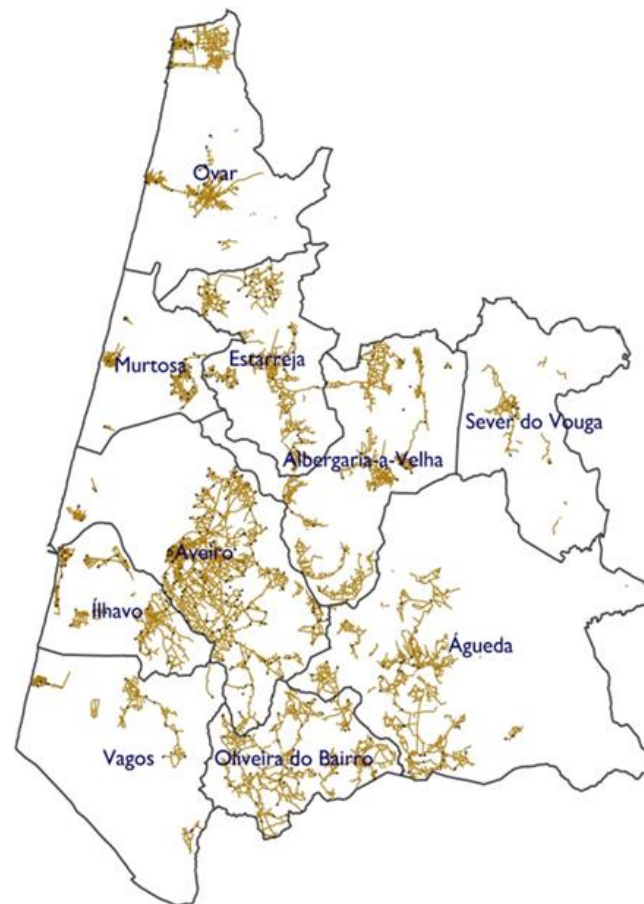 Ovar
Murtosa
Estarreja
Sever do Vouga
Albergaria-a-Velha
Aveiro
Ílhavo
Águeda
Vagos
Oliveira do Bairro